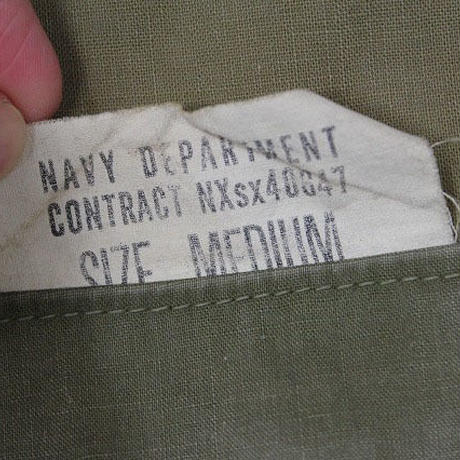 NAVY DEPARTMENT
CONTRACT NXsx40647
SIZE MEDIUM